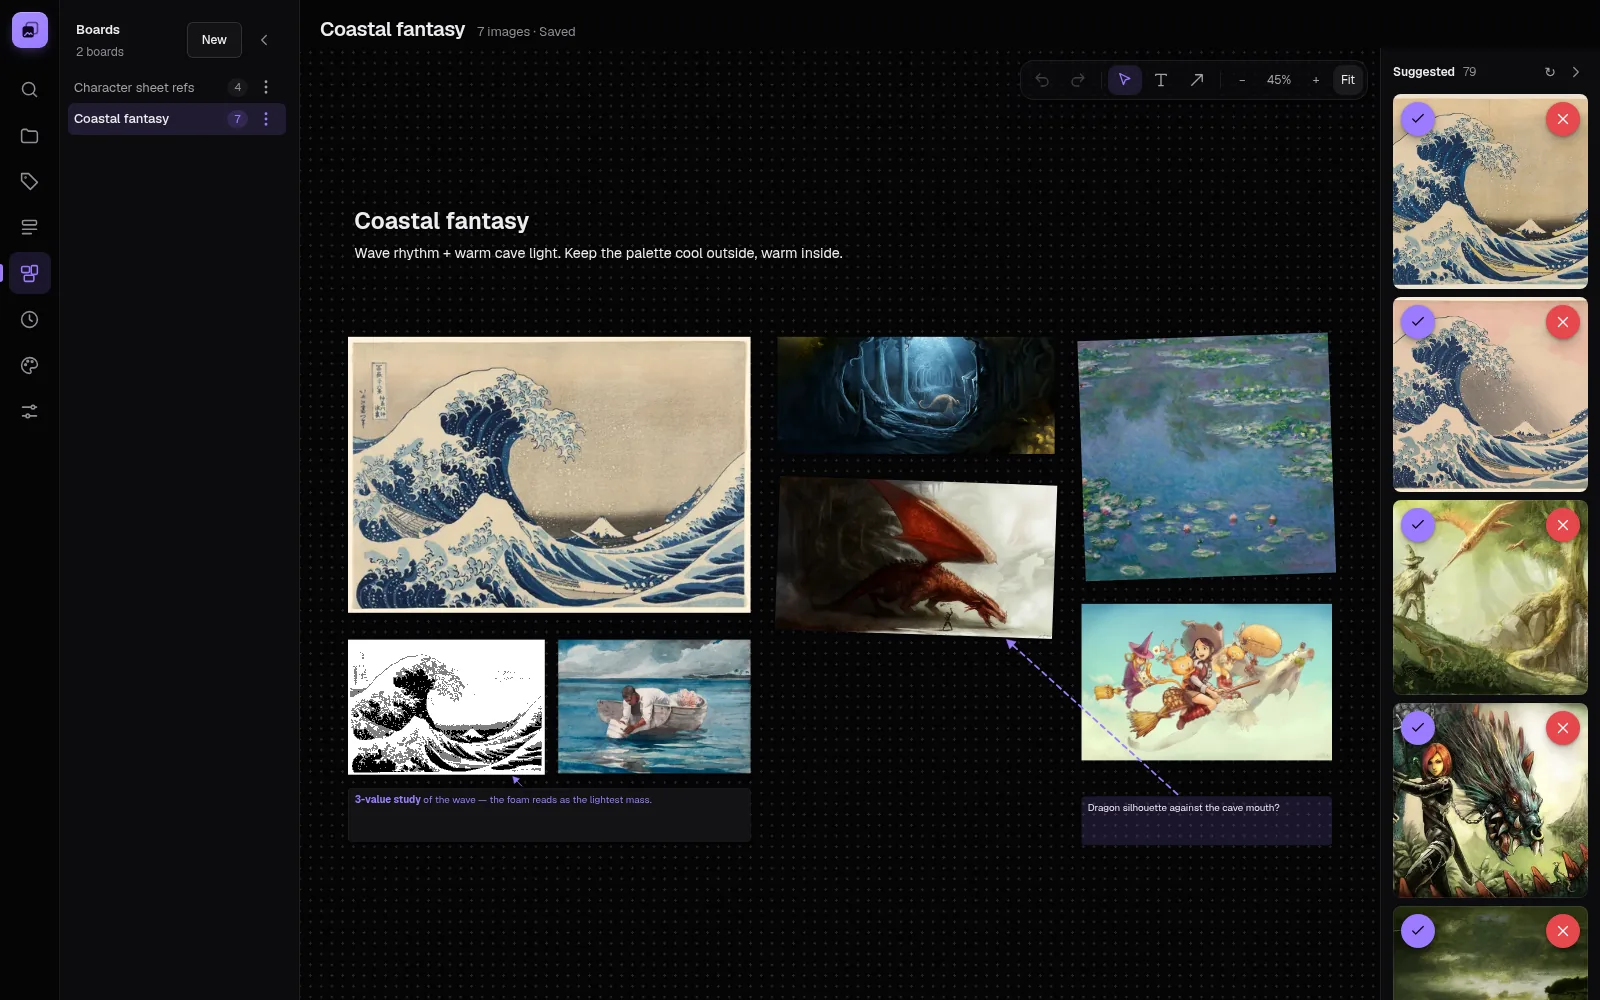 Boards
2 boards
New
Character sheet refs 4
Coastal fantasy 7
Coastal fantasy 7 images · Saved
45% Fit
Coastal fantasy
Wave rhythm + warm cave light. Keep the palette cool outside, warm inside.
3-value study of the wave — the foam reads as the lightest mass.
Dragon silhouette against the cave mouth?
Suggested 79